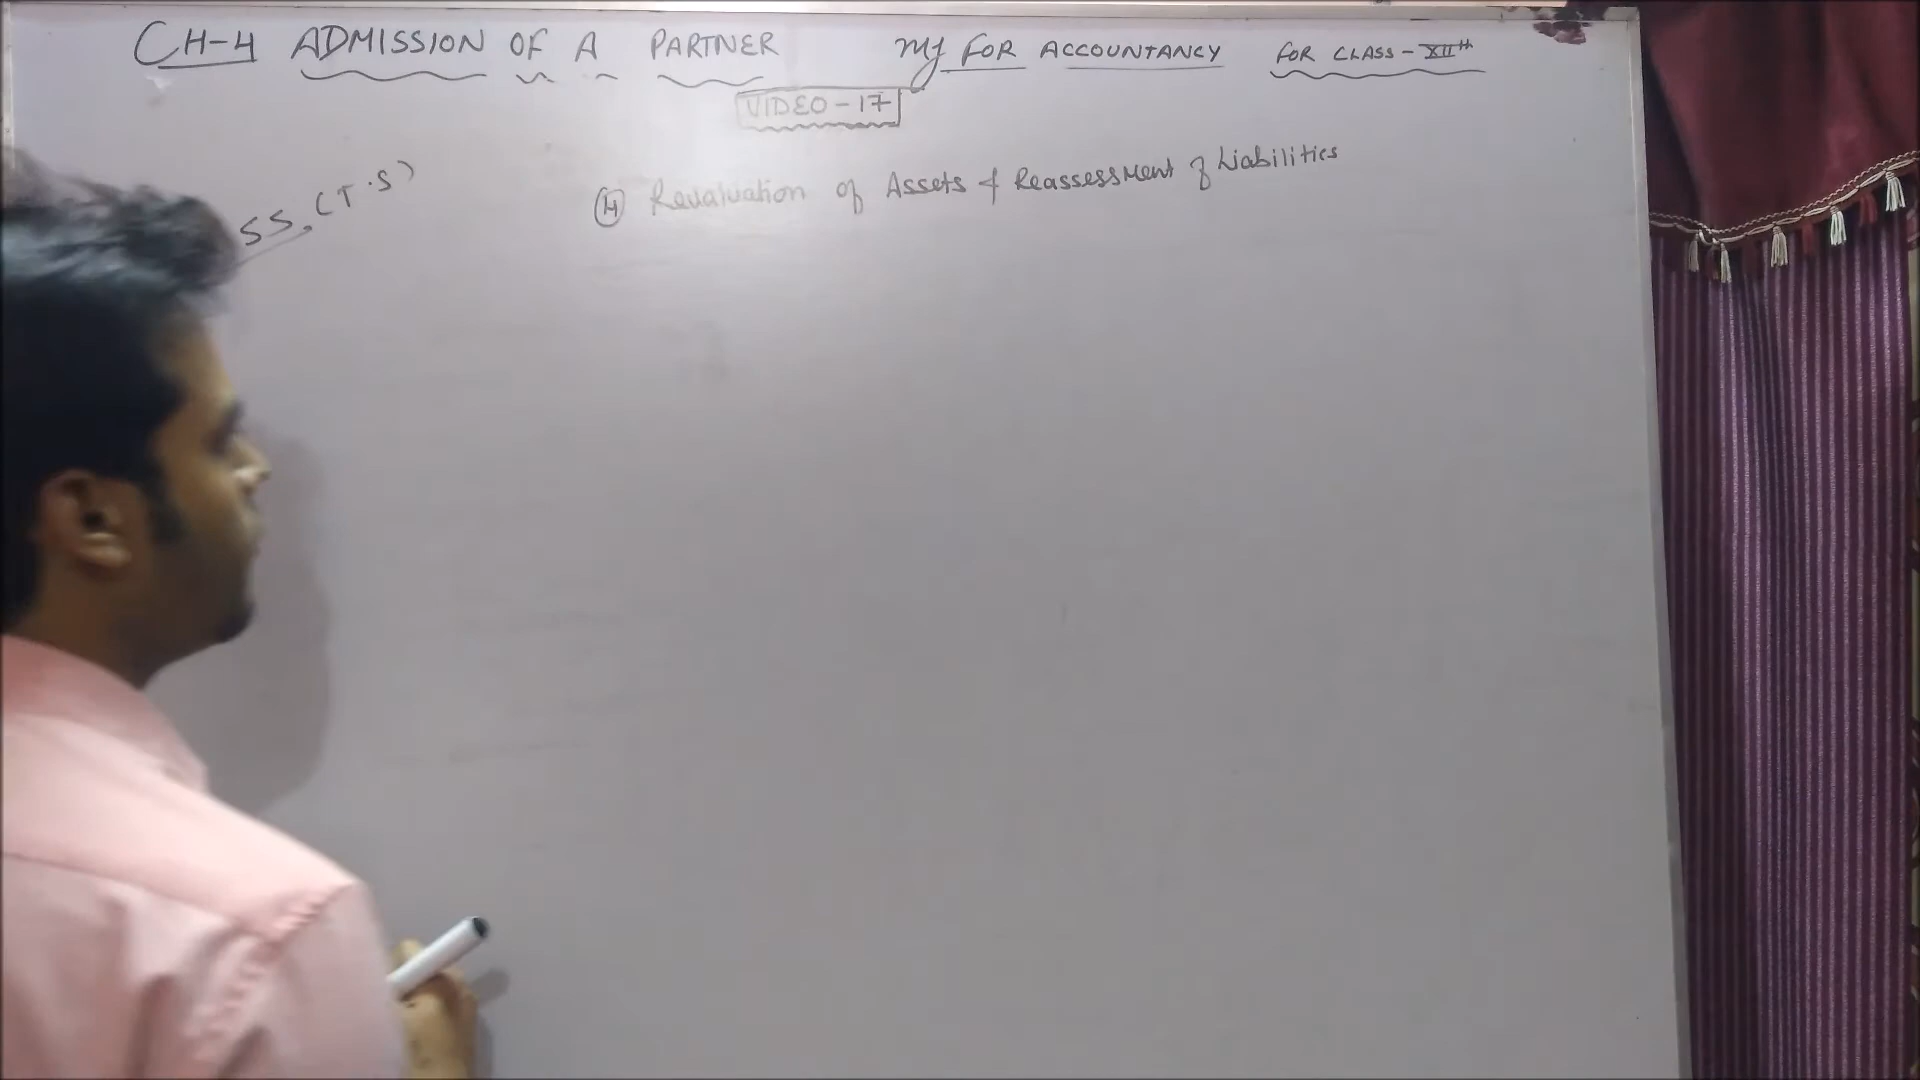 CH-4 ADMISSION OF A PARTNER MJ FOR ACCOUNTANCY FOR CLASS-XIIth
VIDEO-17
SS, (T.S)
④ Revaluation of Assets & Reassessment of Liabilities